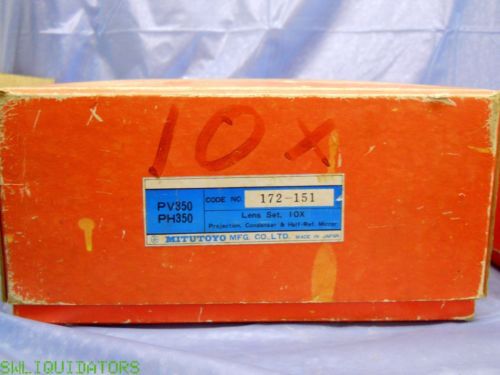 10X
PV350
PH350
CODE NO. 172-151
Lens Set, 10X
Projection, Condenser & Half-Ref. Mirror
MITUTOYO MFG. CO., LTD. MADE IN JAPAN
SWLIQUIDATORS